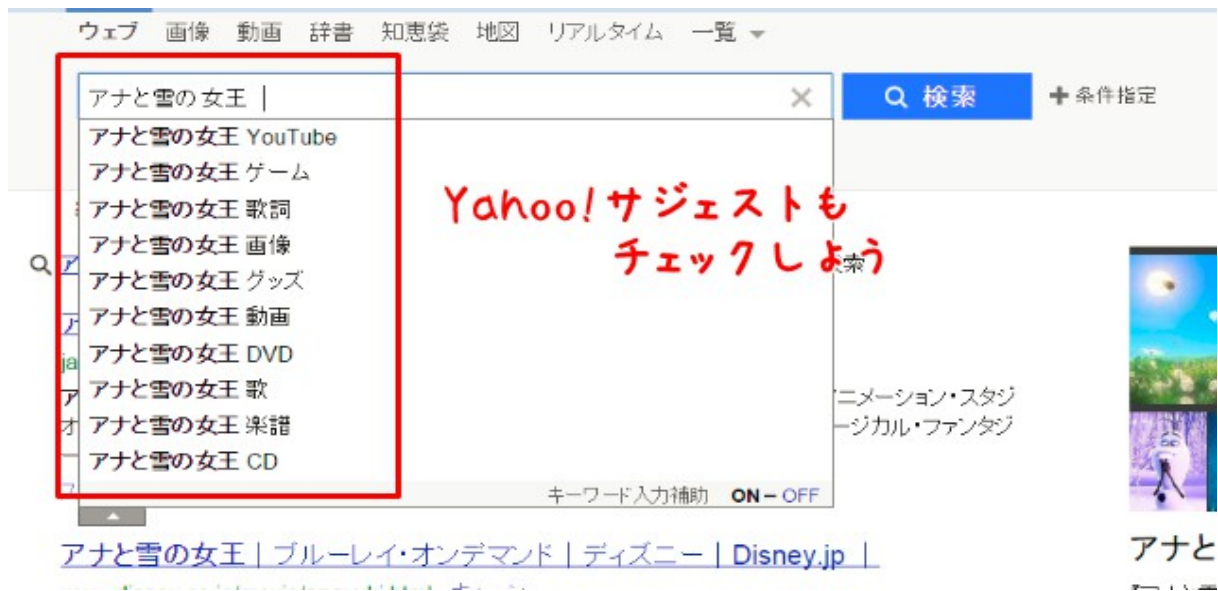 ウェブ 画像 動画 辞書 知恵袋 地図 リアルタイム 一覧
アナと雪の女王
検索
条件指定
アナと雪の女王 YouTube
アナと雪の女王 ゲーム
アナと雪の女王 歌詞
アナと雪の女王 画像
アナと雪の女王 グッズ
アナと雪の女王 動画
アナと雪の女王 DVD
アナと雪の女王 歌
アナと雪の女王 楽譜
アナと雪の女王 CD
キーワード入力補助 ON – OFF
Yahoo!サジェストも
チェックしよう
ニメーション・スタジ
ージカル・ファンタジ
アナと雪の女王 | ブルーレイ・オンデマンド | ディズニー | Disney.jp |
アナと